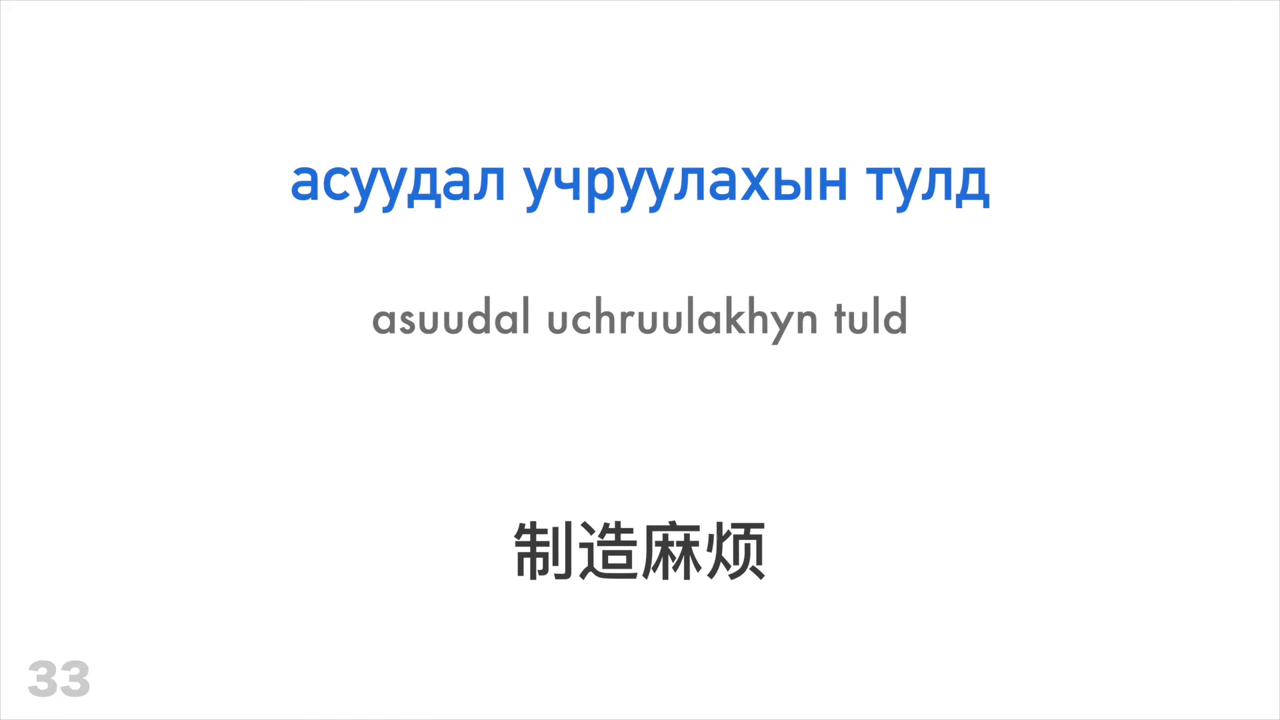 асуудал учруулахын тулд
asuudal uchruulakhyn tuld
制造麻烦
33